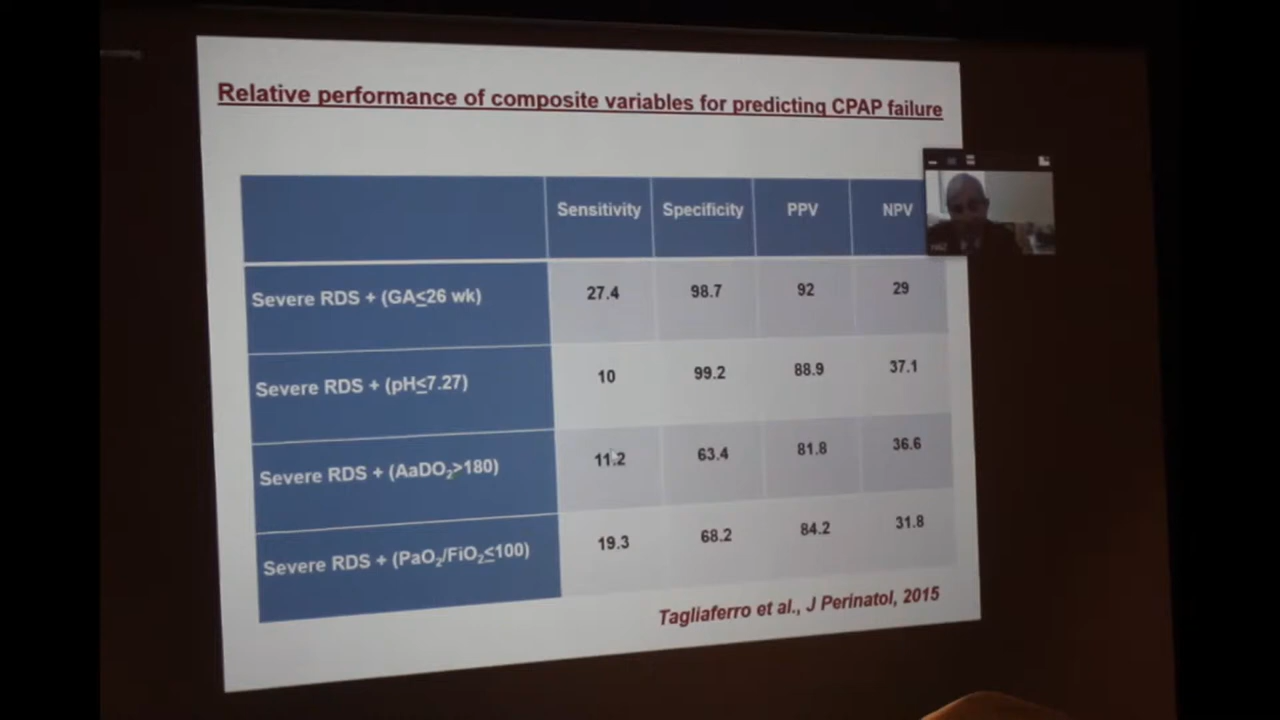 Relative performance of composite variables for predicting CPAP failure
Sensitivity Specificity PPV NPV
Severe RDS + (GA≤26 wk) 27.4 98.7 92 29
Severe RDS + (pH≤7.27) 10 99.2 88.9 37.1
Severe RDS + (AaDO₂>180) 11.2 63.4 81.8 36.6
Severe RDS + (PaO₂/FiO₂≤100) 19.3 68.2 84.2 31.8
Tagliaferro et al., J Perinatol, 2015